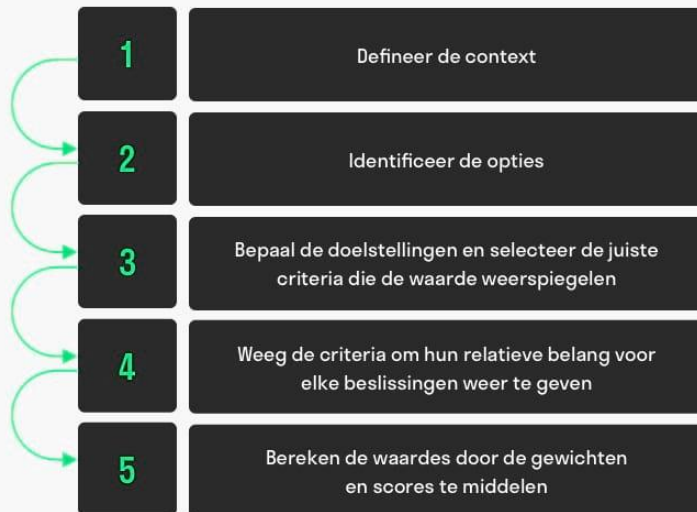 1
Defineer de context
2
Identificeer de opties
3
Bepaal de doelstellingen en selecteer de juiste
criteria die de waarde weerspiegelen
4
Weeg de criteria om hun relatieve belang voor
elke beslissingen weer te geven
5
Bereken de waardes door de gewichten
en scores te middelen